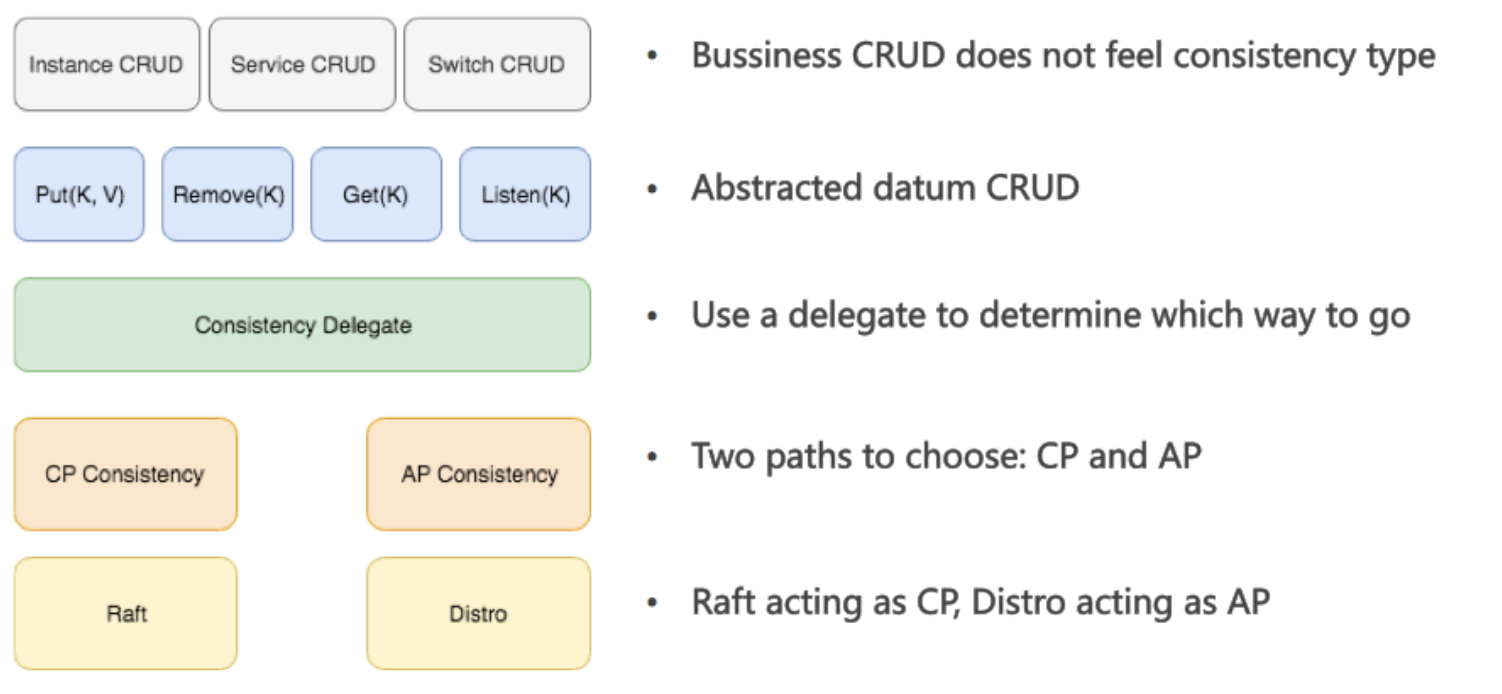 Instance CRUD
Service CRUD
Switch CRUD
• Bussiness CRUD does not feel consistency type
Put(K, V)
Remove(K)
Get(K)
Listen(K)
• Abstracted datum CRUD
Consistency Delegate
• Use a delegate to determine which way to go
CP Consistency
AP Consistency
• Two paths to choose: CP and AP
Raft
Distro
• Raft acting as CP, Distro acting as AP